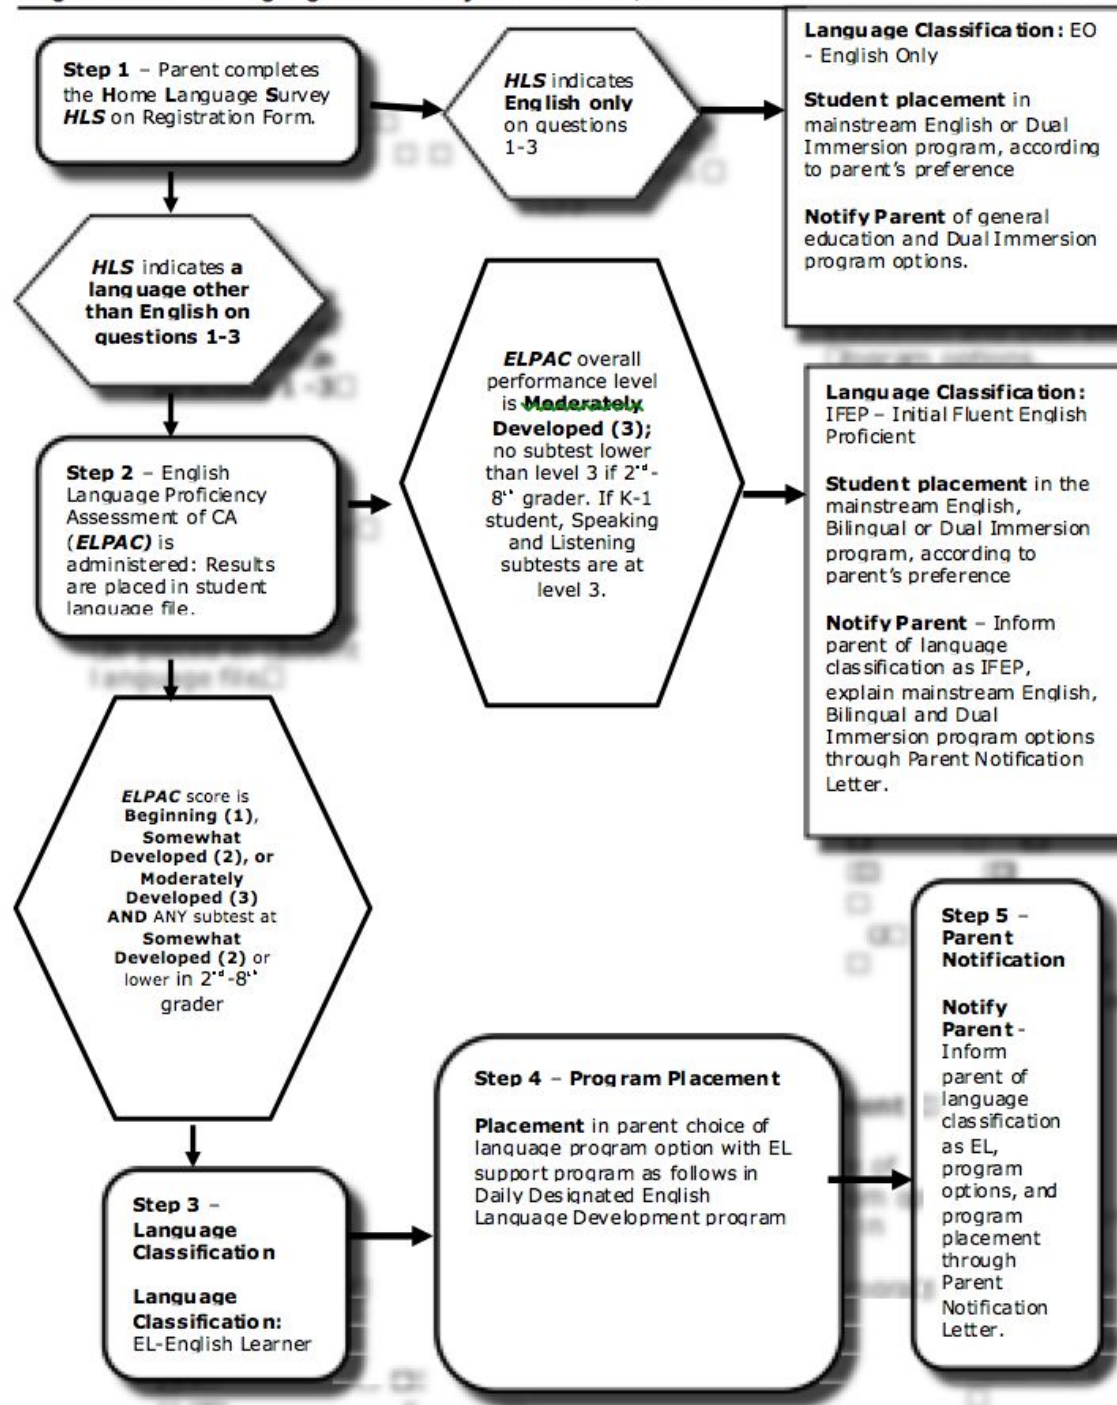 Step 1 – Parent completes
the Home Language Survey
HLS on Registration Form.
HLS indicates
English only
on questions
1-3
Language Classification: EO
- English Only
Student placement in
mainstream English or Dual
Immersion program, according
to parent's preference
Notify Parent of general
education and Dual Immersion
program options.
HLS indicates a
language other
than English on
questions 1-3
ELPAC overall
performance level
is Moderately
Developed (3);
no subtest lower
than level 3 if 2nd-
8th grader. If K-1
student, Speaking
and Listening
subtests are at
level 3.
Language Classification:
IFEP – Initial Fluent English
Proficient
Student placement in the
mainstream English,
Bilingual or Dual Immersion
program, according to
parent's preference
Notify Parent – Inform
parent of language
classification as IFEP,
explain mainstream English,
Bilingual and Dual
Immersion program options
through Parent Notification
Letter.
Step 2 – English
Language Proficiency
Assessment of CA
(ELPAC) is
administered: Results
are placed in student
language file.
ELPAC score is
Beginning (1),
Somewhat
Developed (2), or
Moderately
Developed (3)
AND ANY subtest at
Somewhat
Developed (2) or
lower in 2nd-8th
grader
Step 3 –
Language
Classification
Language
Classification:
EL-English Learner
Step 4 – Program Placement
Placement in parent choice of
language program option with EL
support program as follows in
Daily Designated English
Language Development program
Step 5 –
Parent
Notification
Notify
Parent-
Inform
parent of
language
classification
as EL,
program
options, and
program
placement
through
Parent
Notification
Letter.